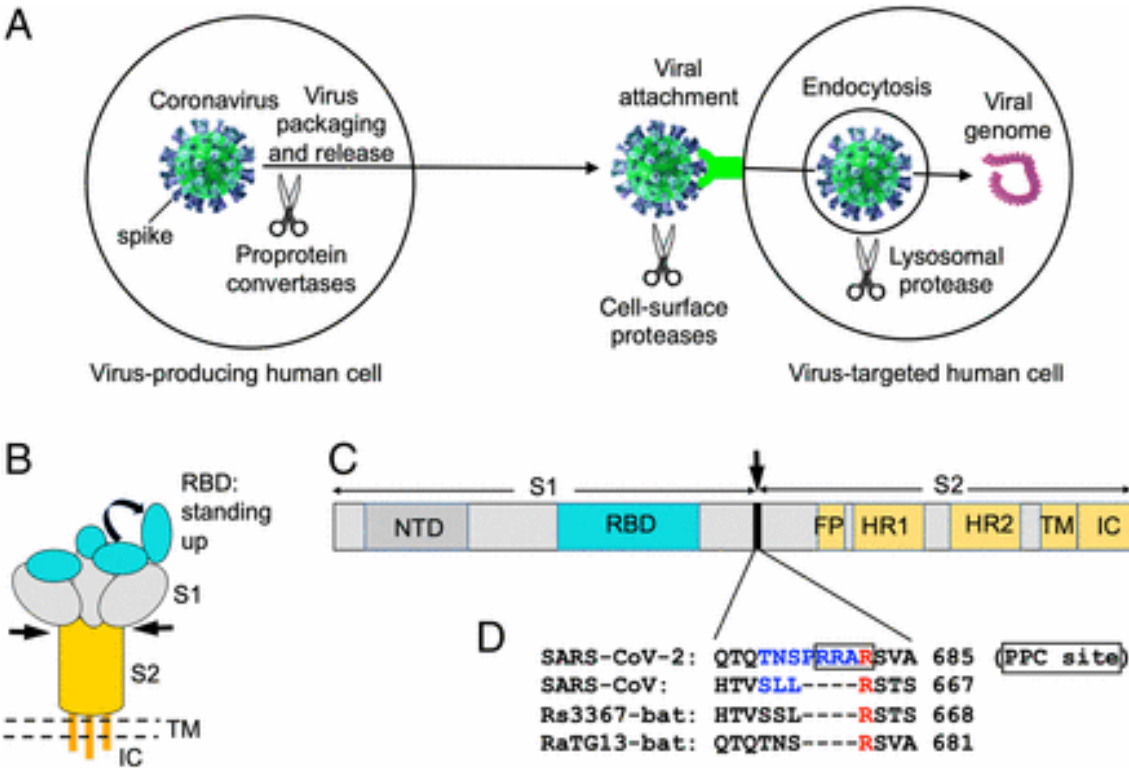 A
Coronavirus
Virus
packaging
and release
spike
Proprotein
convertases
Virus-producing human cell
Viral
attachment
Cell-surface
proteases
Endocytosis
Viral
genome
Lysosomal
protease
Virus-targeted human cell
B
RBD:
standing
up
S1
S2
TM
IC
C
S1
S2
NTD
RBD
FP
HR1
HR2
TM
IC
D
SARS-CoV-2: QTQTNSPRRARSVA 685 (PPC site)
SARS-CoV: HTVSLL----RSTS 667
Rs3367-bat: HTVSSL----RSTS 668
RaTG13-bat: QTQTNS----RSVA 681